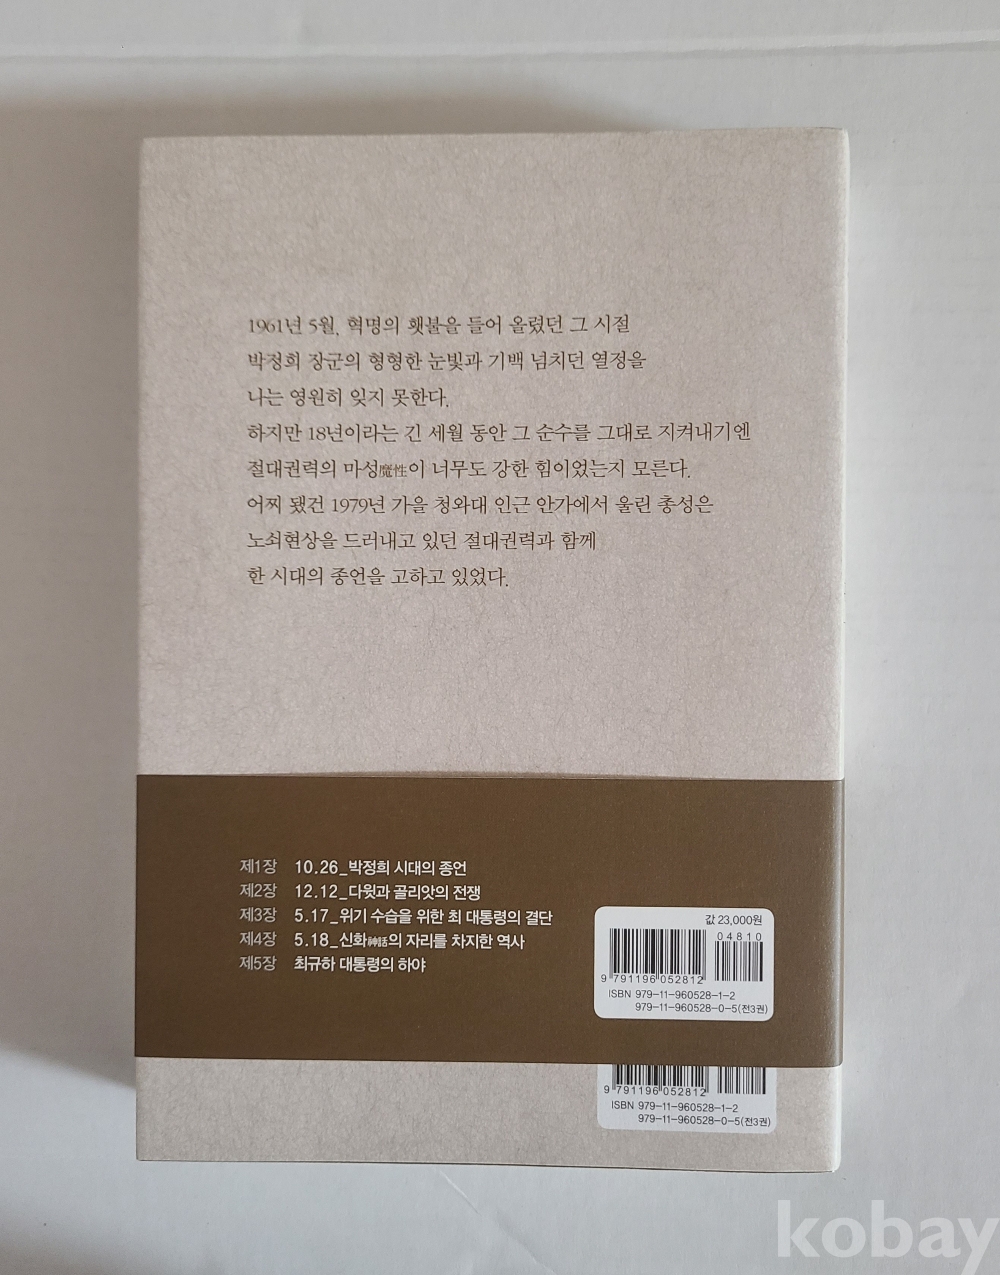 1961년 5월, 혁명의 횃불을 들어 올렸던 그 시절
박정희 장군의 형형한 눈빛과 기백 넘치던 열정을
나는 영원히 잊지 못한다.
하지만 18년이라는 긴 세월 동안 그 순수를 그대로 지켜내기엔
절대권력의 마성魔性이 너무도 강한 힘이었는지 모른다.
어찌 됐건 1979년 가을 청와대 인근 안가에서 울린 총성은
노쇠현상을 드러내고 있던 절대권력과 함께
한 시대의 종언을 고하고 있었다.
제1장 10.26_박정희 시대의 종언
제2장 12.12_다윗과 골리앗의 전쟁
제3장 5.17_위기 수습을 위한 최 대통령의 결단
제4장 5.18_신화神話의 자리를 차지한 역사
제5장 최규하 대통령의 하야
값 23,000원
04810
9 791196 052812
ISBN 979-11-960528-1-2
979-11-960528-0-5(전3권)
9 791196 052812
ISBN 979-11-960528-1-2
979-11-960528-0-5(전3권)
kobay